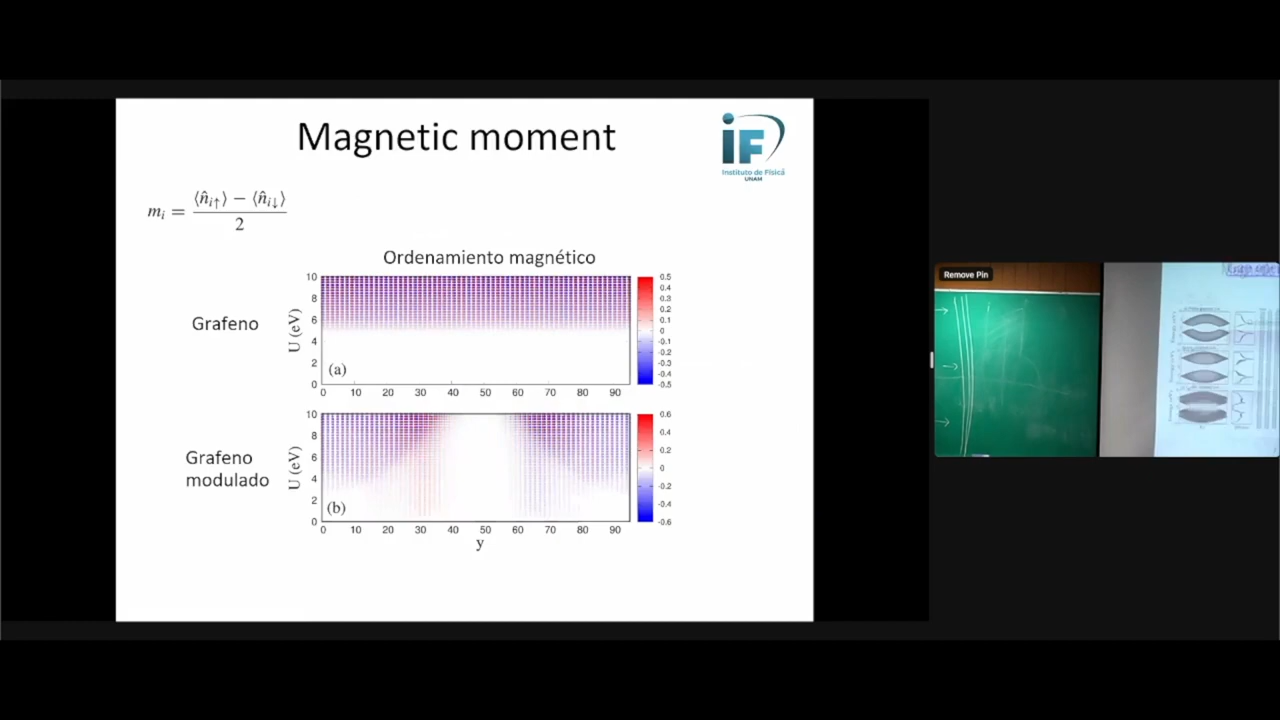 Magnetic moment
iF
Instituto de Física
UNAM
m_i = (⟨n̂_{i↑}⟩ − ⟨n̂_{i↓}⟩) / 2
Ordenamiento magnético
Grafeno
U (eV)
10
8
6
4
2
0
(a)
0 10 20 30 40 50 60 70 80 90
0.5
0.4
0.3
0.2
0.1
0
-0.1
-0.2
-0.3
-0.4
-0.5
Grafeno
modulado
U (eV)
10
8
6
4
2
0
(b)
0 10 20 30 40 50 60 70 80 90
y
0.6
0.4
0.2
0
-0.2
-0.4
-0.6
Remove Pin